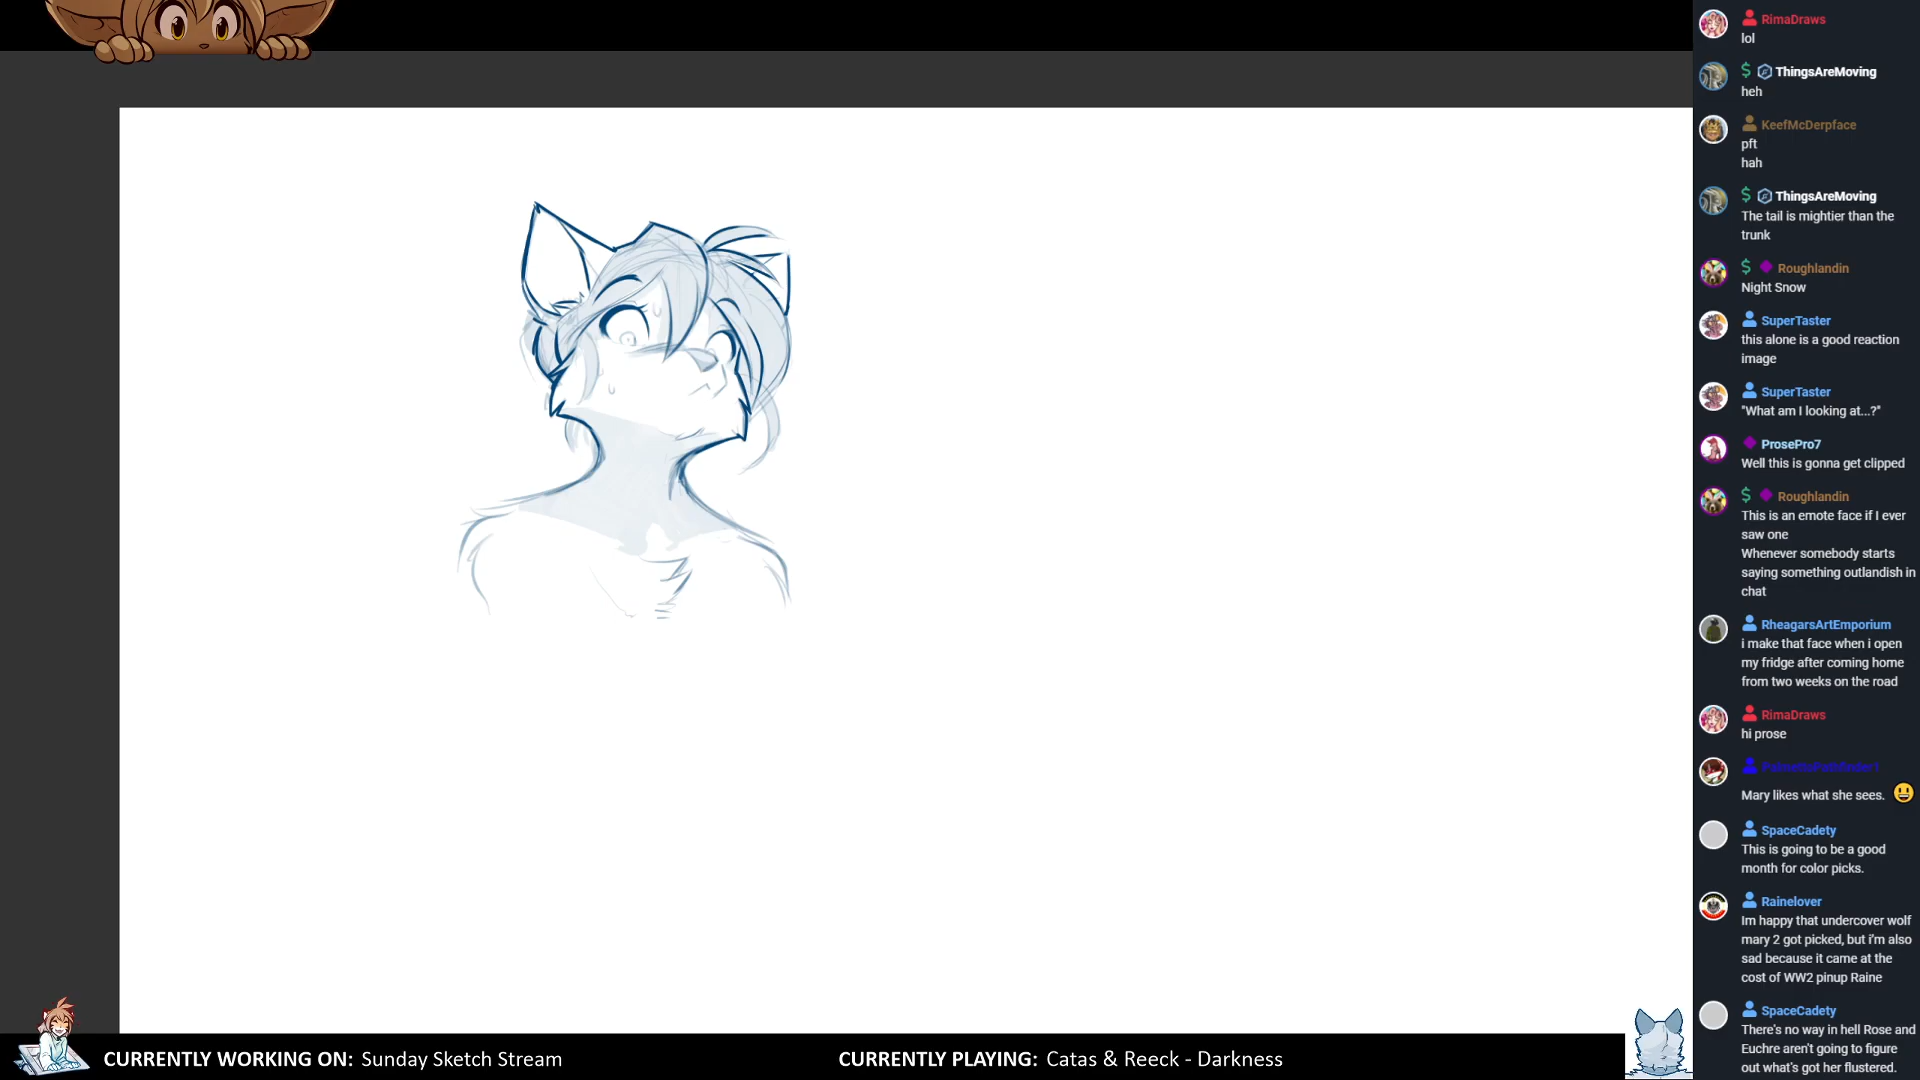 RimaDraws
lol
ThingsAreMoving
heh
KeefMcDerpface
pft
hah
ThingsAreMoving
The tail is mightier than the
trunk
Roughlandin
Night Snow
SuperTaster
this alone is a good reaction
image
SuperTaster
"What am I looking at...?"
ProsePro7
Well this is gonna get clipped
Roughlandin
This is an emote face if I ever
saw one
Whenever somebody starts
saying something outlandish in
chat
RheagarsArtEmporium
i make that face when i open
my fridge after coming home
from two weeks on the road
RimaDraws
hi prose
Mary likes what she sees.
SpaceCadety
This is going to be a good
month for color picks.
Rainelover
Im happy that undercover wolf
mary 2 got picked, but i'm also
sad because it came at the
cost of WW2 pinup Raine
SpaceCadety
There's no way in hell Rose and
Euchre aren't going to figure
out what's got her flustered.
CURRENTLY WORKING ON: Sunday Sketch Stream
CURRENTLY PLAYING: Catas & Reeck - Darkness